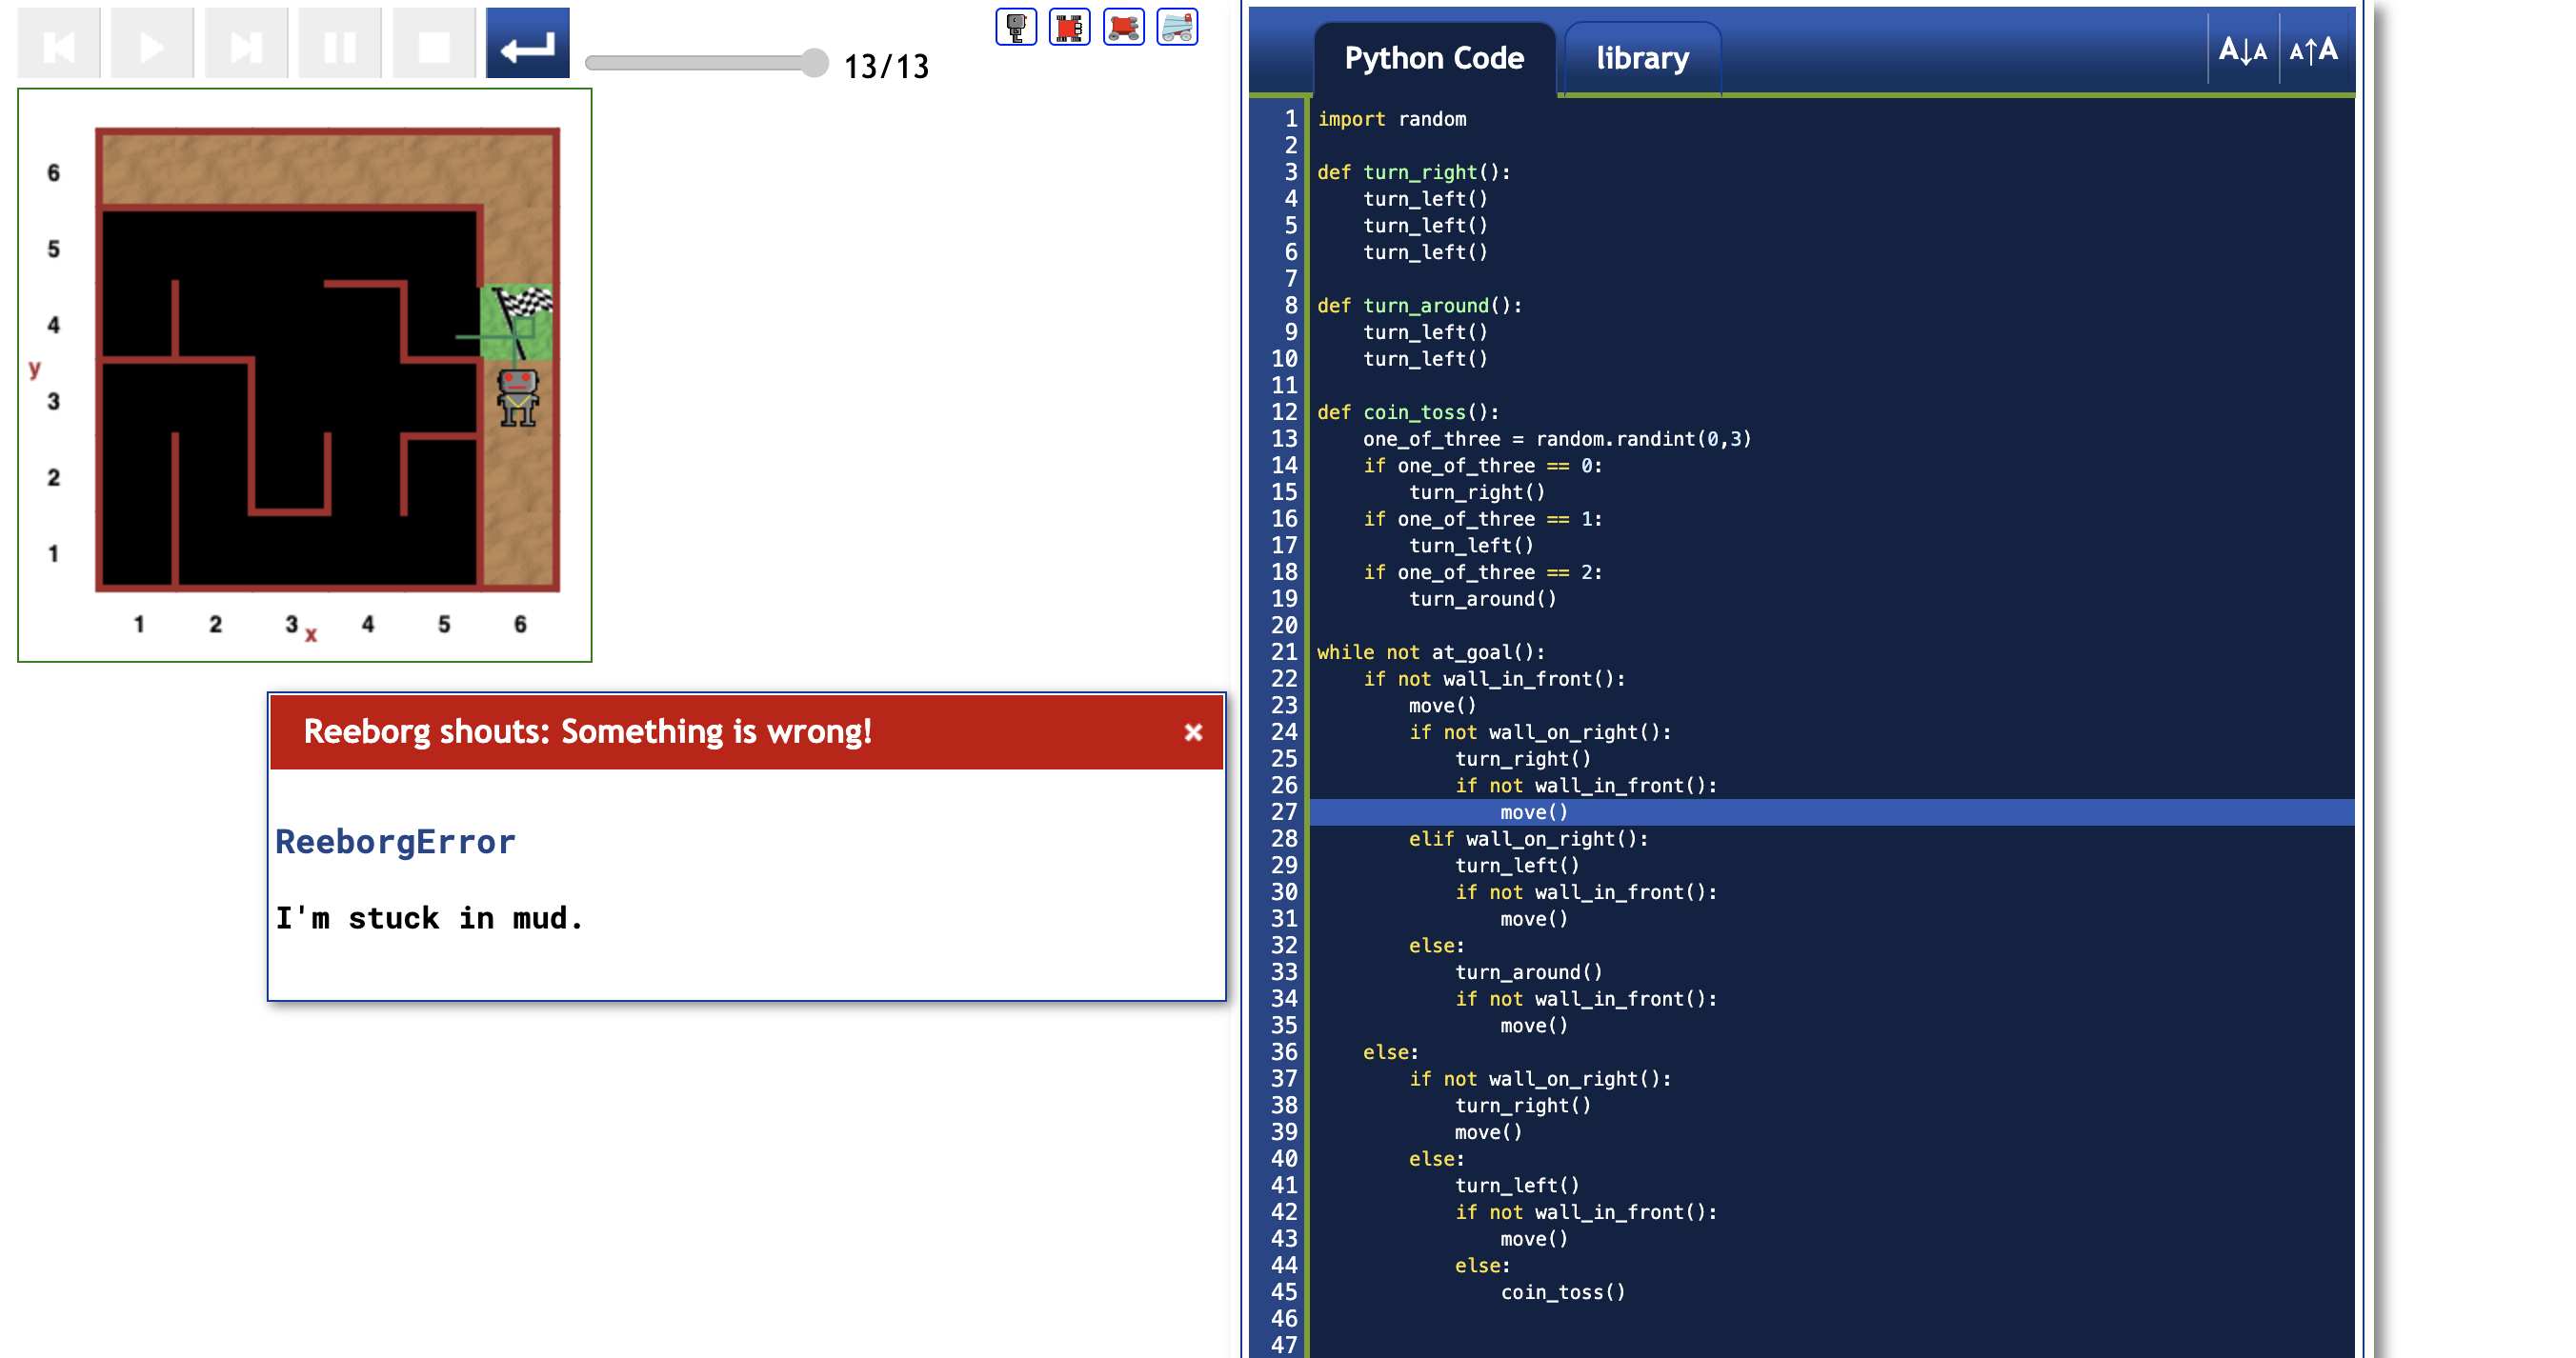 13/13
6
5
4
y
3
2
1
1 2 3 x 4 5 6
Reeborg shouts: Something is wrong!
×
ReeborgError
I'm stuck in mud.
Python Code
library
A↓A
A↑A
1 import random
2
3 def turn_right():
4     turn_left()
5     turn_left()
6     turn_left()
7
8 def turn_around():
9     turn_left()
10     turn_left()
11
12 def coin_toss():
13     one_of_three = random.randint(0,3)
14     if one_of_three == 0:
15         turn_right()
16     if one_of_three == 1:
17         turn_left()
18     if one_of_three == 2:
19         turn_around()
20
21 while not at_goal():
22     if not wall_in_front():
23         move()
24         if not wall_on_right():
25             turn_right()
26             if not wall_in_front():
27                 move()
28         elif wall_on_right():
29             turn_left()
30             if not wall_in_front():
31                 move()
32         else:
33             turn_around()
34             if not wall_in_front():
35                 move()
36     else:
37         if not wall_on_right():
38             turn_right()
39             move()
40         else:
41             turn_left()
42             if not wall_in_front():
43                 move()
44             else:
45                 coin_toss()
46
47